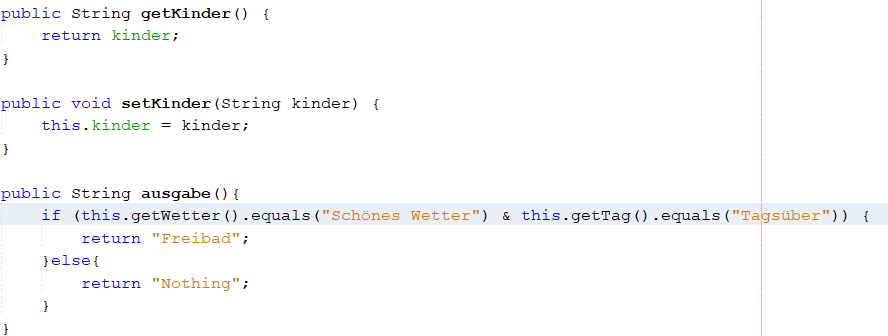 public String getKinder() {
return kinder;
}
public void setKinder(String kinder) {
this.kinder = kinder;
}
public String ausgabe(){
if (this.getWetter().equals("Schönes Wetter") & this.getTag().equals("Tagsüber")) {
return "Freibad";
}else{
return "Nothing";
}
}